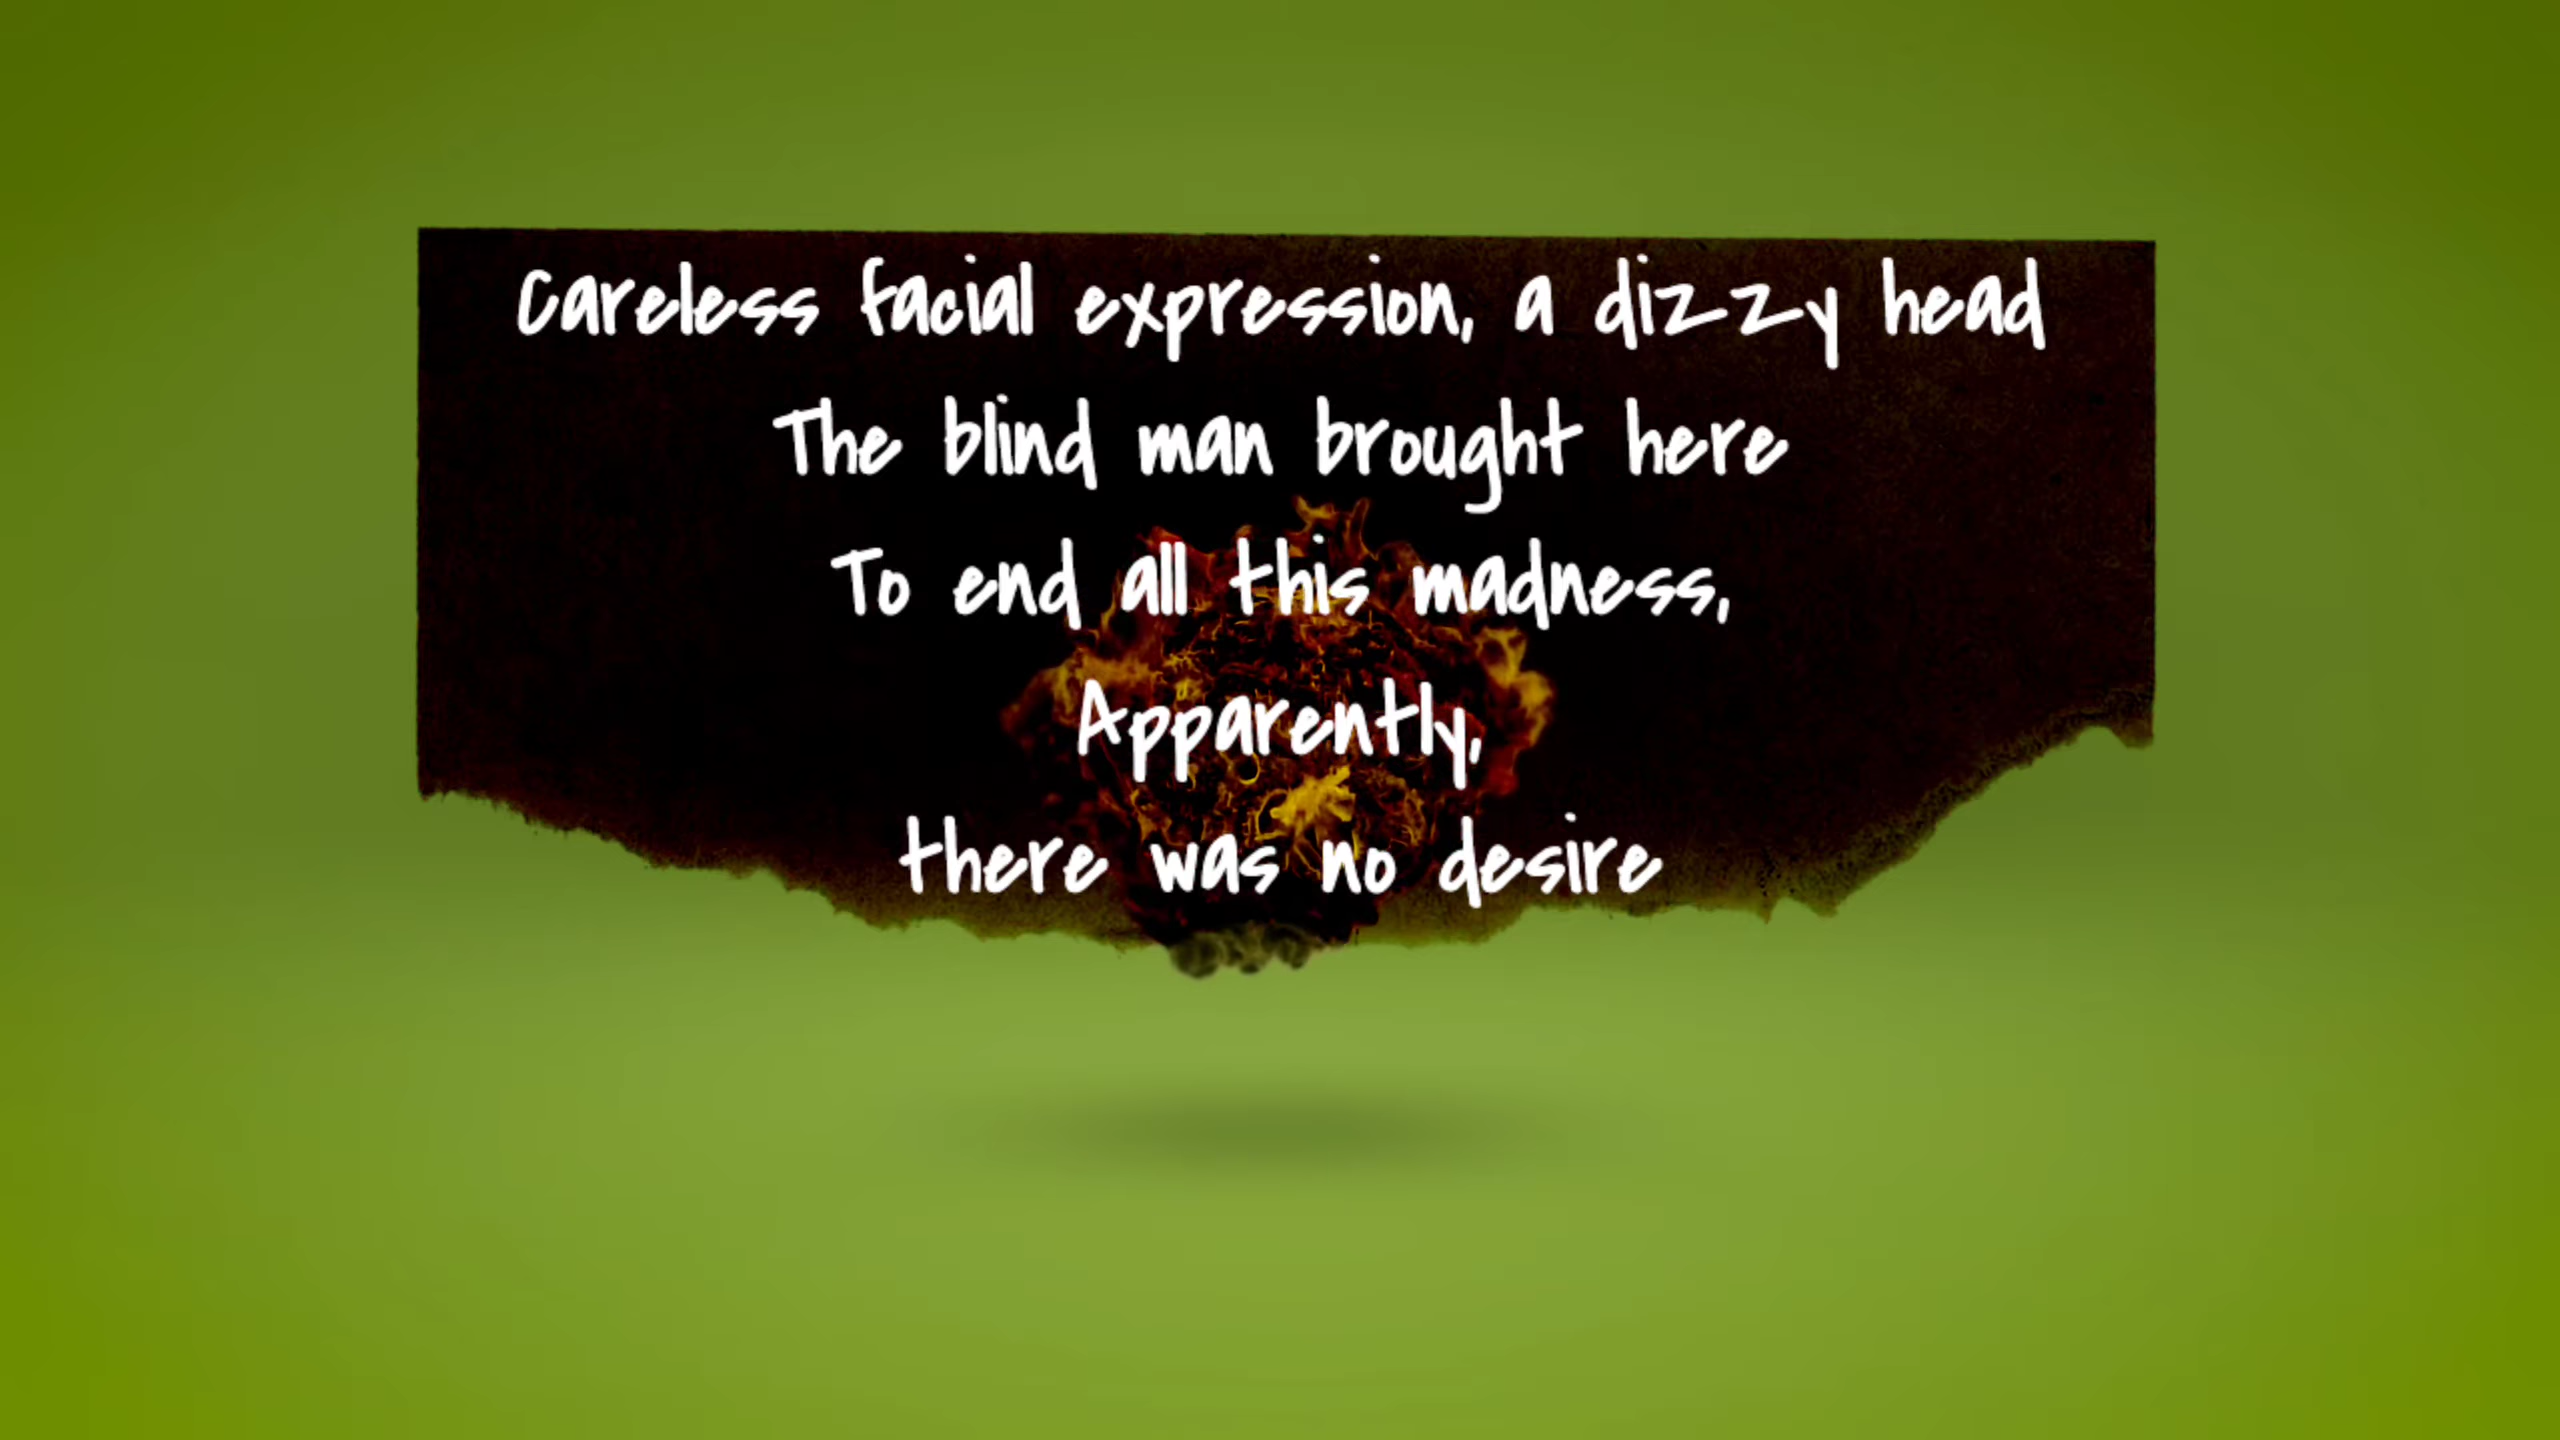 Careless facial expression, a dizzy head
The blind man brought here
To end all this madness,
Apparently,
there was no desire